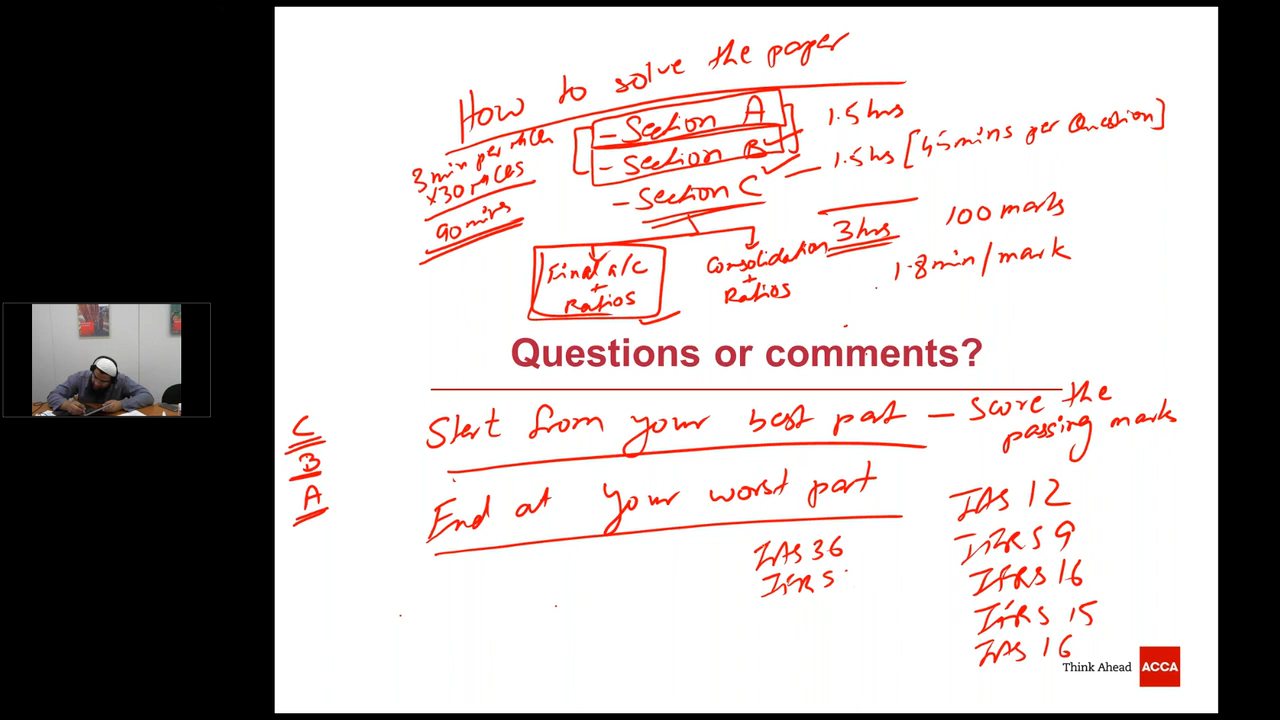 How to solve the paper
3 min per MCQ
×30 MCQs
90 mins
- Section A
- Section B
- Section C
1.5 hrs
1.5 hrs [45 mins per Question]
3 hrs
100 marks
1.8 min/mark
Final a/c
+
Ratios
Consolidation
+
Ratios
Questions or comments?
C
B
A
Start from your best part — Score the
passing marks
End at your worst part
IAS 36
IFRS
IAS 12
IFRS 9
IFRS 16
IFRS 15
IAS 16
Think Ahead ACCA